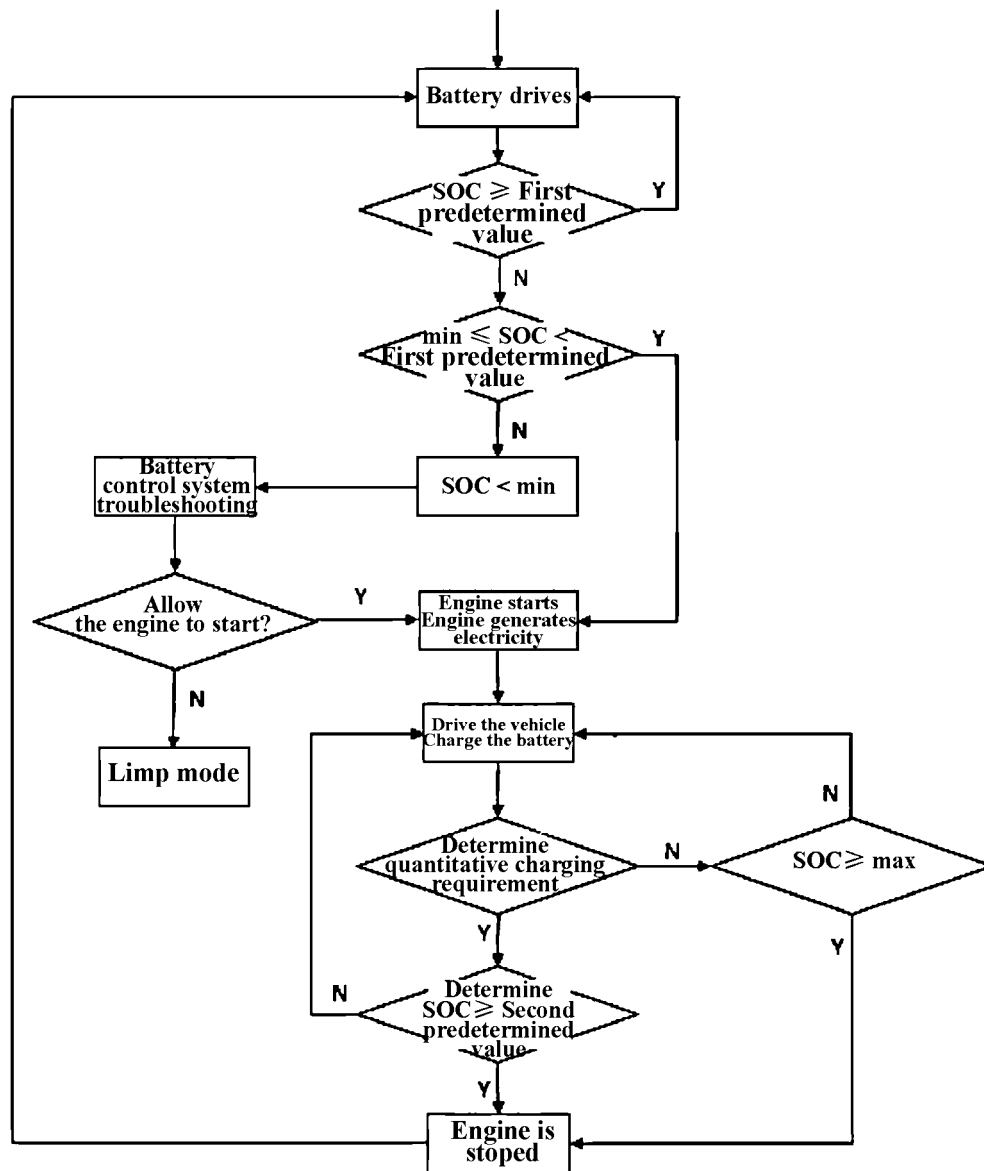 Battery drives
SOC ⩾ First
predetermined
value
Y
N
min ⩽ SOC <
First predetermined
value
Y
N
SOC < min
Battery
control system
troubleshooting
Allow
the engine to start?
Y
N
Limp mode
Engine starts
Engine generates
electricity
Drive the vehicle
Charge the battery
Determine
quantitative charging
requirement
N
Y
SOC ⩾ max
N
Y
Determine
SOC ⩾ Second
predetermined
value
N
Y
Engine is
stoped